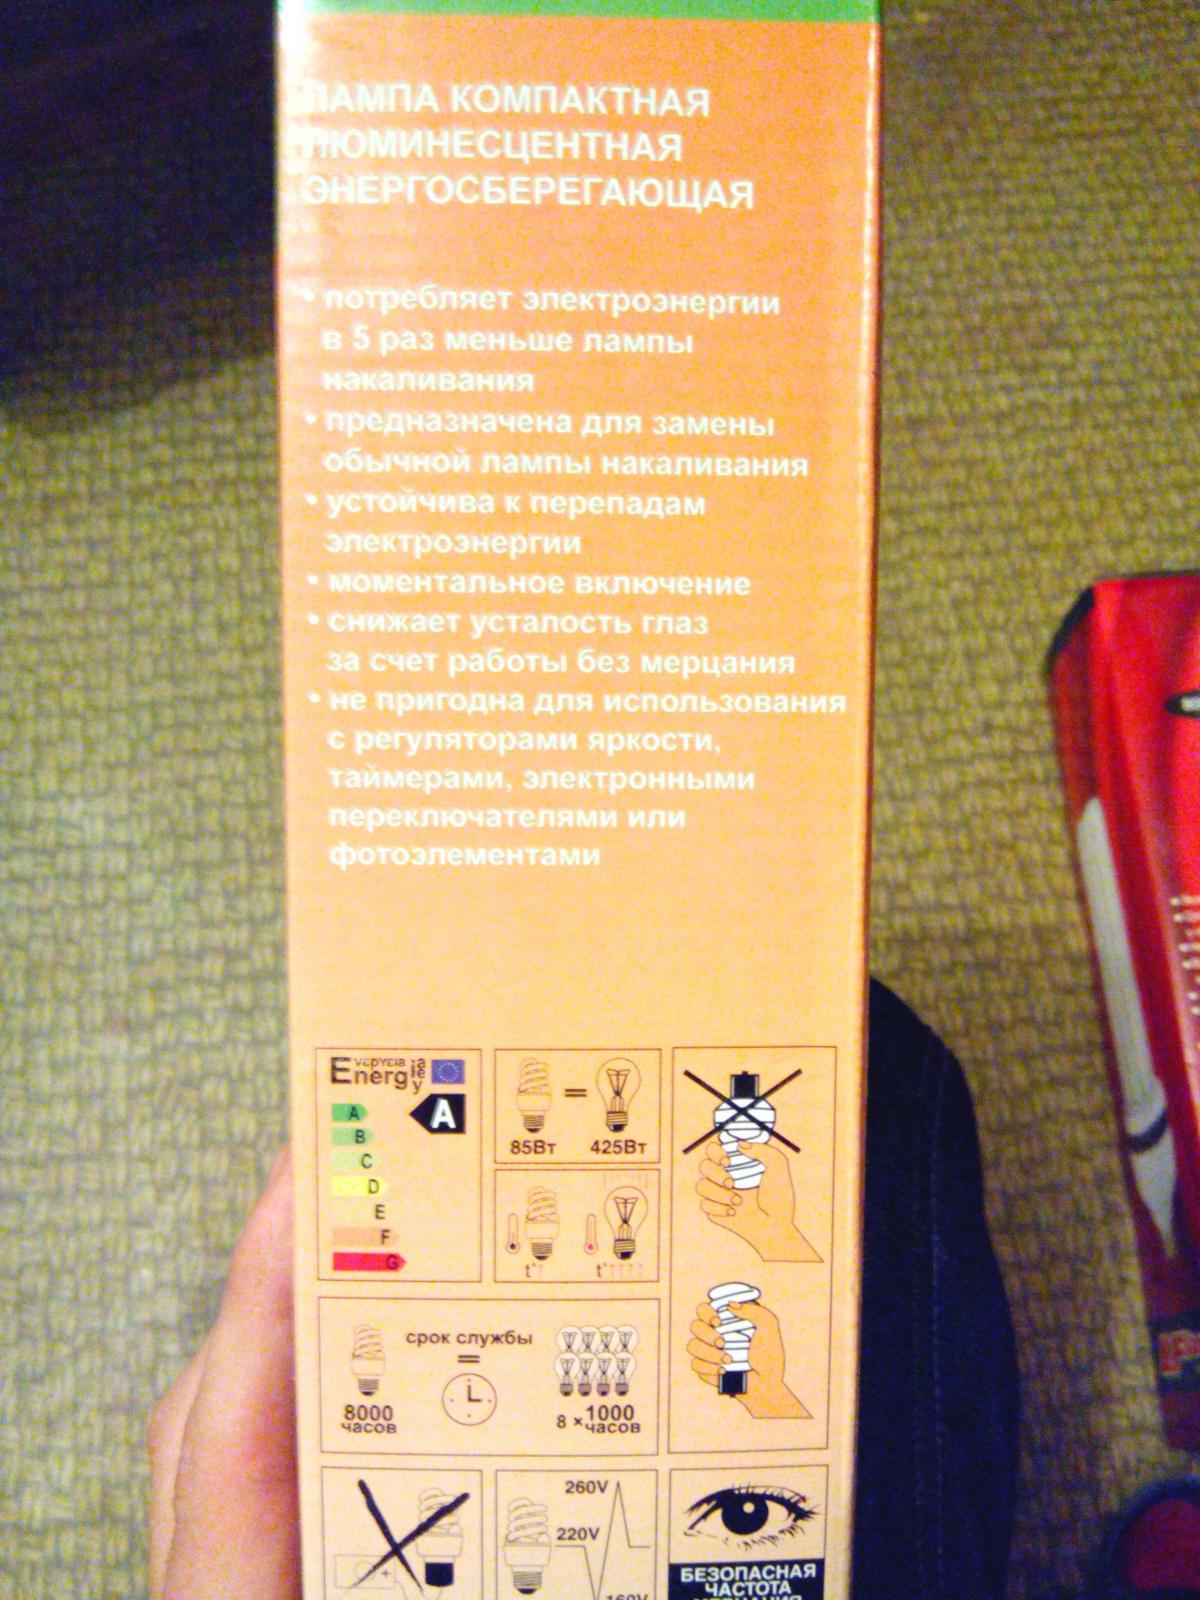 ЛАМПА КОМПАКТНАЯ
ЛЮМИНЕСЦЕНТНАЯ
ЭНЕРГОСБЕРЕГАЮЩАЯ
• потребляет электроэнергии
в 5 раз меньше лампы
накаливания
• предназначена для замены
обычной лампы накаливания
• устойчива к перепадам
электроэнергии
• моментальное включение
• снижает усталость глаз
за счет работы без мерцания
• не пригодна для использования
с регуляторами яркости,
таймерами, электронными
переключателями или
фотоэлементами
Energ
A
A
B
C
D
E
F
G
=
85Вт 425Вт
t° t°
срок службы
=
8000
часов
8 × 1000
часов
260V
220V
160V
БЕЗОПАСНАЯ
ЧАСТОТА